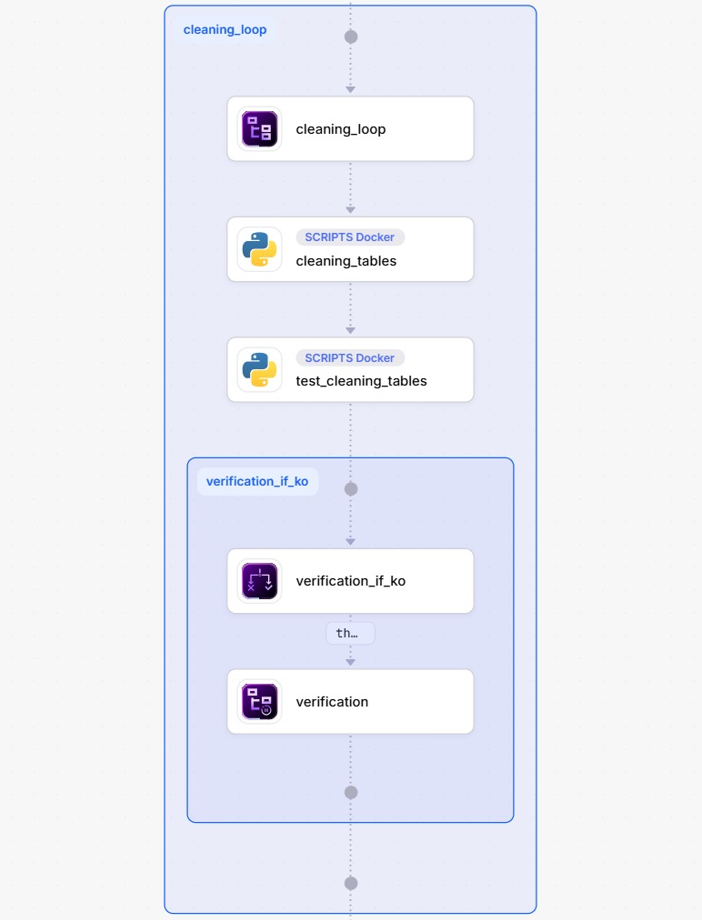 cleaning_loop
cleaning_loop
SCRIPTS Docker
cleaning_tables
SCRIPTS Docker
test_cleaning_tables
verification_if_ko
verification_if_ko
th...
verification